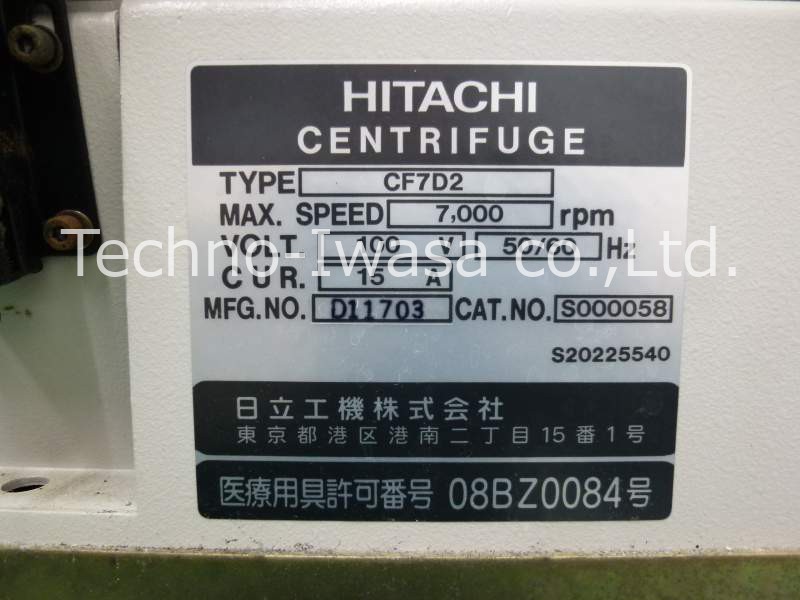 HITACHI
CENTRIFUGE
TYPE CF7D2
MAX. SPEED 7,000 rpm
VOLT 100 V 50/60 Hz
Techno-Iwasa co.,Ltd.
CUR. 15 A
MFG.NO. D11703 CAT.NO. S000058
S20225540
日立工機株式会社
東京都港区港南二丁目15番1号
医療用具許可番号 08BZ0084号